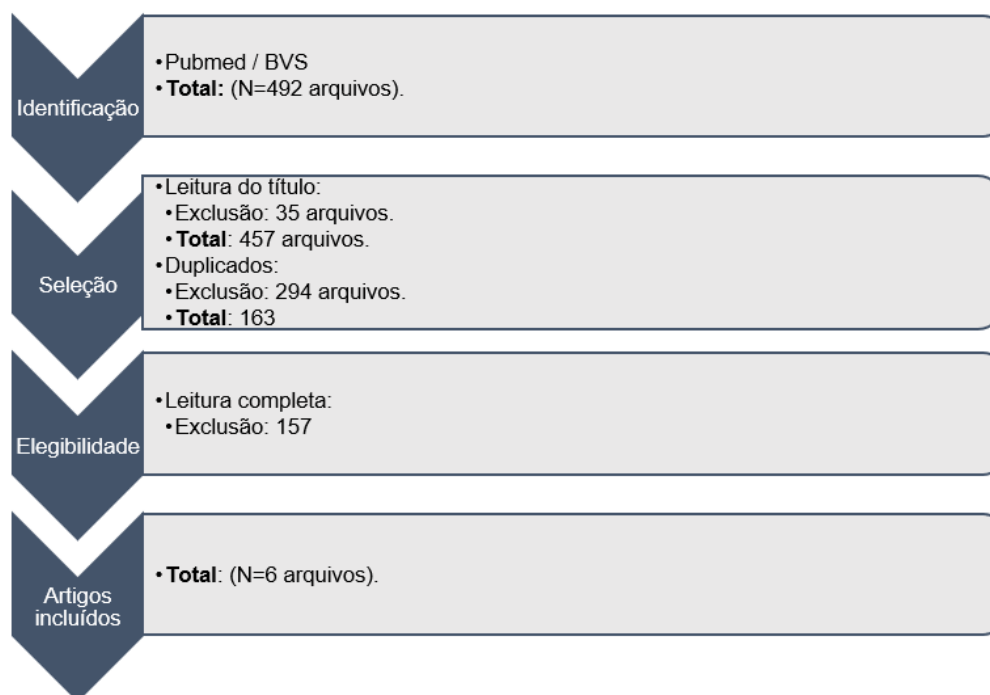 Identificação
•Pubmed / BVS
•Total: (N=492 arquivos).
Seleção
•Leitura do título:
•Exclusão: 35 arquivos.
•Total: 457 arquivos.
•Duplicados:
•Exclusão: 294 arquivos.
•Total: 163
Elegibilidade
•Leitura completa:
•Exclusão: 157
Artigos
incluídos
•Total: (N=6 arquivos).